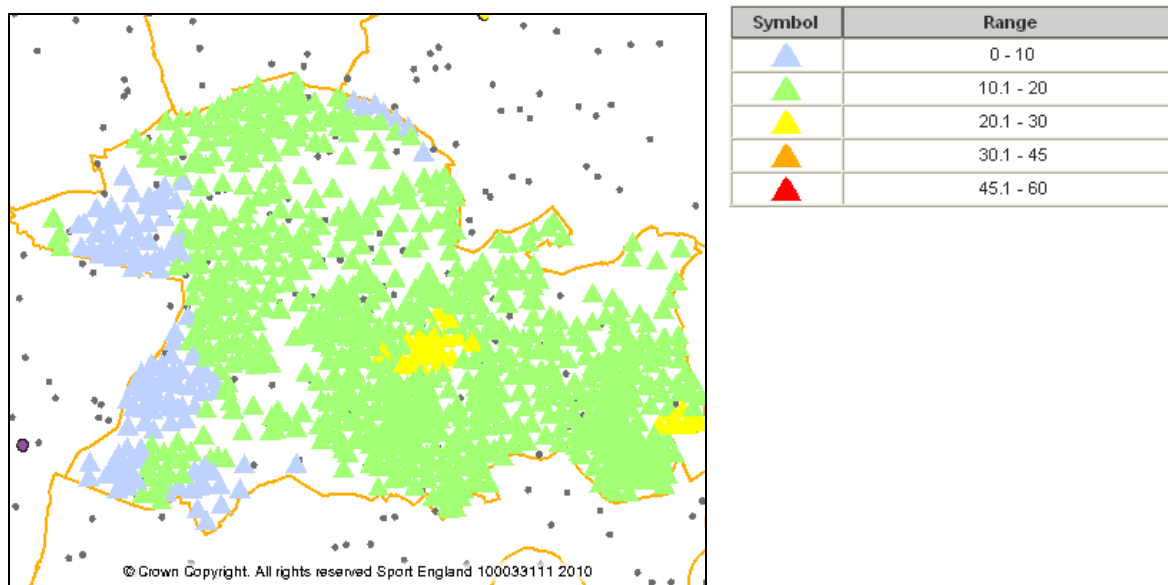 Symbol Range
0 - 10
10.1 - 20
20.1 - 30
30.1 - 45
45.1 - 60
© Crown Copyright. All rights reserved Sport England 100033111 2010